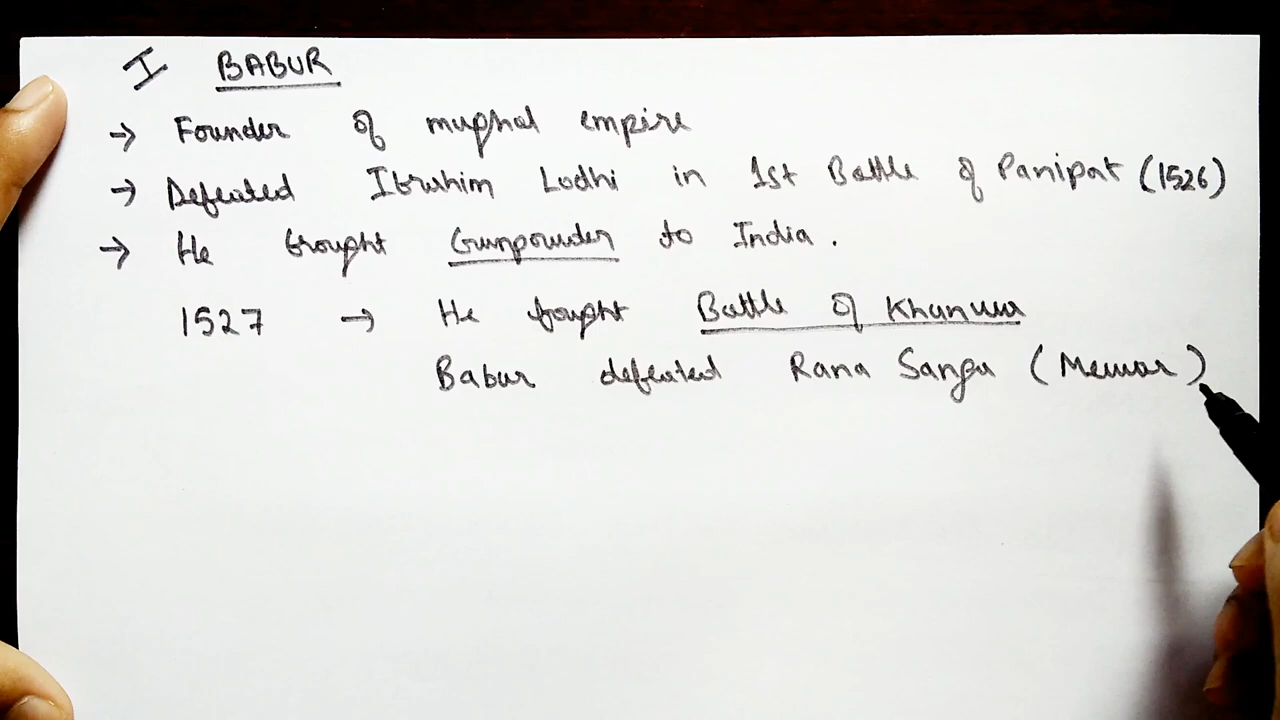 I BABUR
→ Founder of mughal empire
→ Defeated Ibrahim Lodhi in 1st Battle of Panipat (1526)
→ He brought Gunpowder to India.
1527 → He fought Battle of Khanwa
Babur defeated Rana Sanga (Mewar)